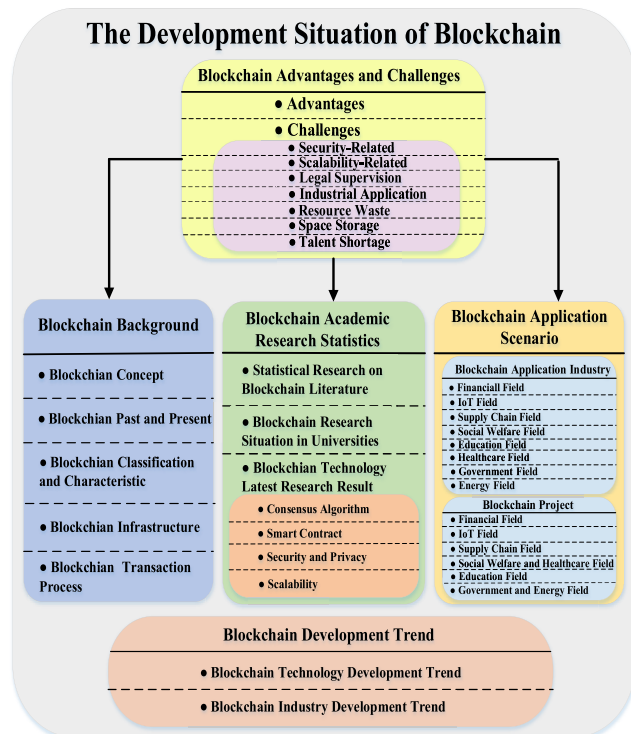 The Development Situation of Blockchain
Blockchain Advantages and Challenges
● Advantages
● Challenges
● Security-Related
● Scalability-Related
● Legal Supervision
● Industrial Application
● Resource Waste
● Space Storage
● Talent Shortage
Blockchain Background
● Blockchian Concept
● Blockchian Past and Present
● Blockchian Classification
and Characteristic
● Blockchian Infrastructure
● Blockchian Transaction
Process
Blockchain Academic
Research Statistics
● Statistical Research on
Blockchain Literature
● Blockchain Research
Situation in Universities
● Blockchian Technology
Latest Research Result
● Consensus Algorithm
● Smart Contract
● Security and Privacy
● Scalability
Blockchain Application
Scenario
Blockchain Application Industry
● Financiall Field
● IoT Field
● Supply Chain Field
● Social Welfare Field
● Education Field
● Healthcare Field
● Government Field
● Energy Field
Blockchain Project
● Financial Field
● IoT Field
● Supply Chain Field
● Social Welfare and Healthcare Field
● Education Field
● Government and Energy Field
Blockchain Development Trend
● Blockchain Technology Development Trend
● Blockchain Industry Development Trend